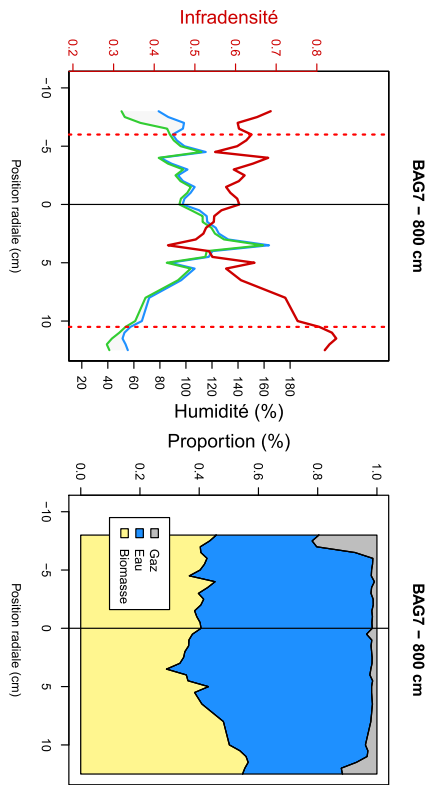 Infradensité
0.2 0.3 0.4 0.5 0.6 0.7 0.8
BAG7 − 800 cm
−10 −5 0 5 10
Position radiale (cm)
20 40 60 80 100 120 140 160 180
Humidité (%)
Proportion (%)
0.0 0.2 0.4 0.6 0.8 1.0
BAG7 − 800 cm
−10 −5 0 5 10
Position radiale (cm)
Gaz
Eau
Biomasse